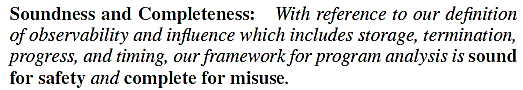 Soundness and Completeness: With reference to our definition
of observability and influence which includes storage, termination,
progress, and timing, our framework for program analysis is sound
for safety and complete for misuse.